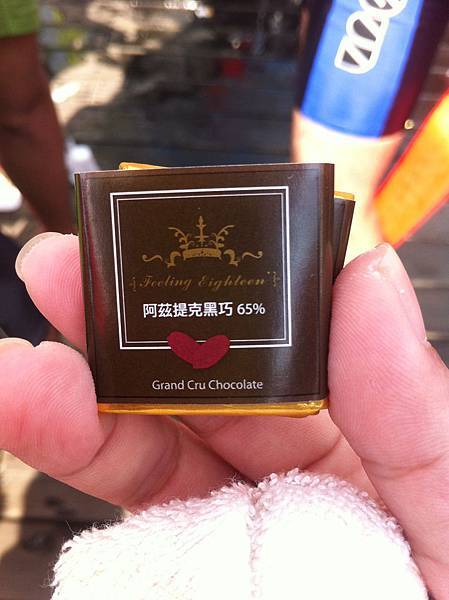 Feeling Eighteen
阿茲提克黑巧 65%
Grand Cru Chocolate